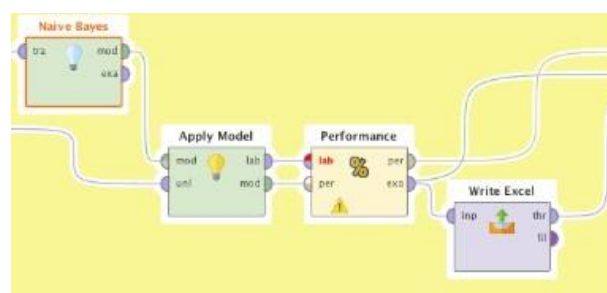 Naive Bayes
tra mod
exa
Apply Model
mod lab
unl mod
Performance
lab % per
per exa
Write Excel
inp thr
fil